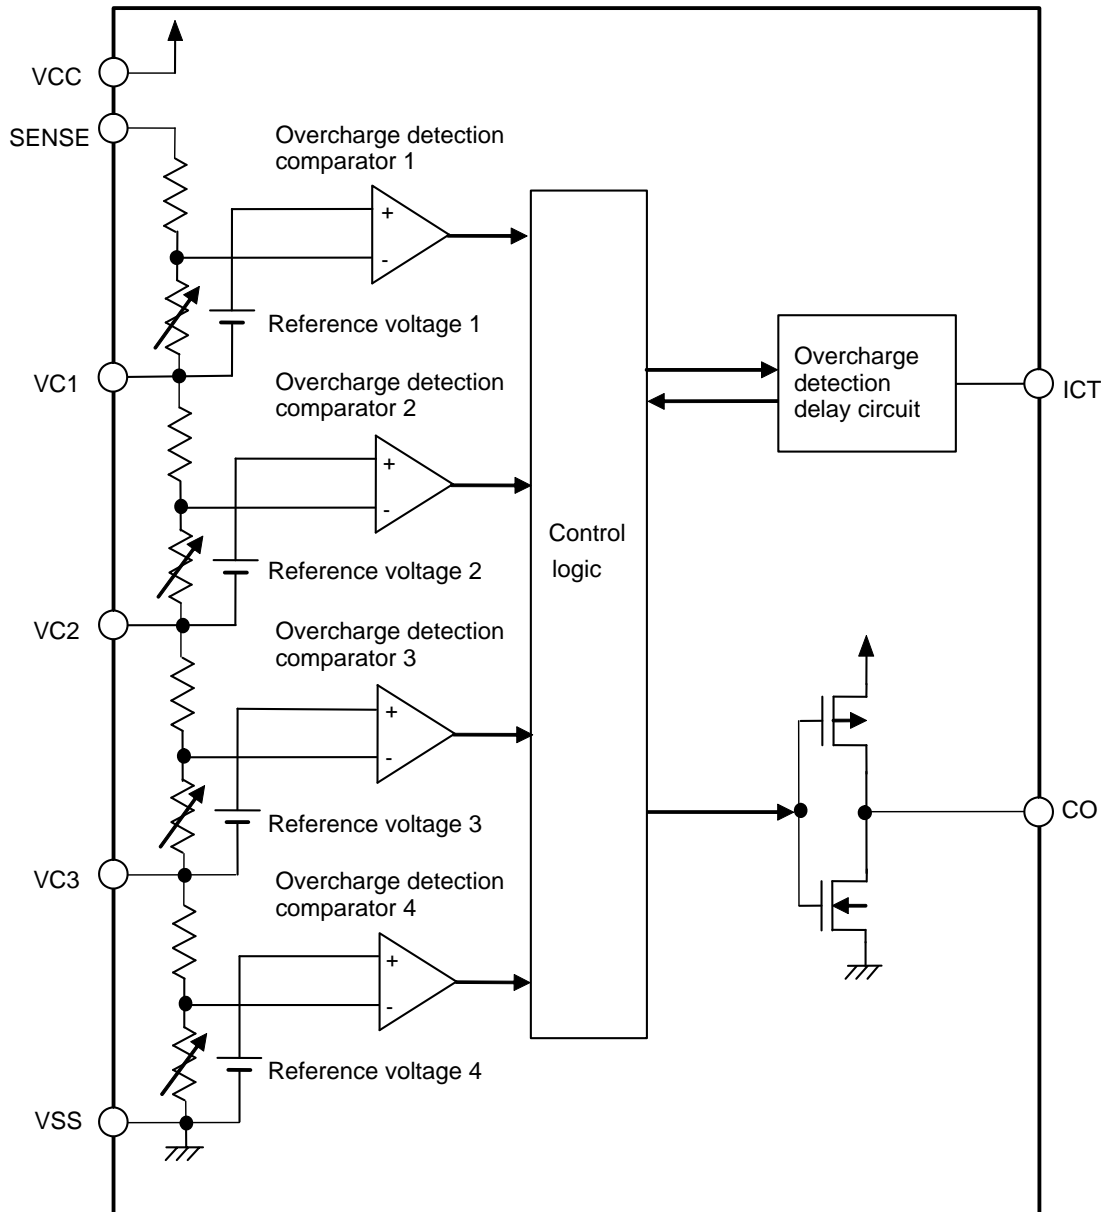 VCC
SENSE
Overcharge detection
comparator 1
+
-
Reference voltage 1
VC1
Overcharge detection
comparator 2
+
-
Reference voltage 2
VC2
Overcharge detection
comparator 3
+
-
Reference voltage 3
VC3
Overcharge detection
comparator 4
+
-
Reference voltage 4
VSS
Control
logic
Overcharge
detection
delay circuit
ICT
CO